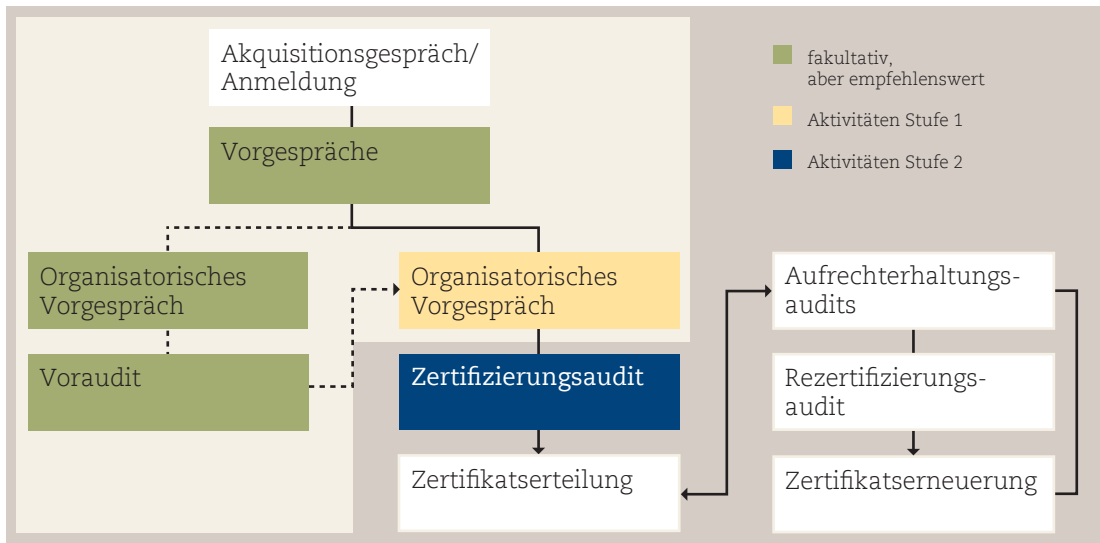 Akquisitionsgespräch/
Anmeldung
Vorgespräche
Organisatorisches
Vorgespräch
Voraudit
Organisatorisches
Vorgespräch
Zertifizierungsaudit
Zertifikatserteilung
fakultativ,
aber empfehlenswert
Aktivitäten Stufe 1
Aktivitäten Stufe 2
Aufrechterhaltungs-
audits
Rezertifizierungs-
audit
Zertifikatserneuerung